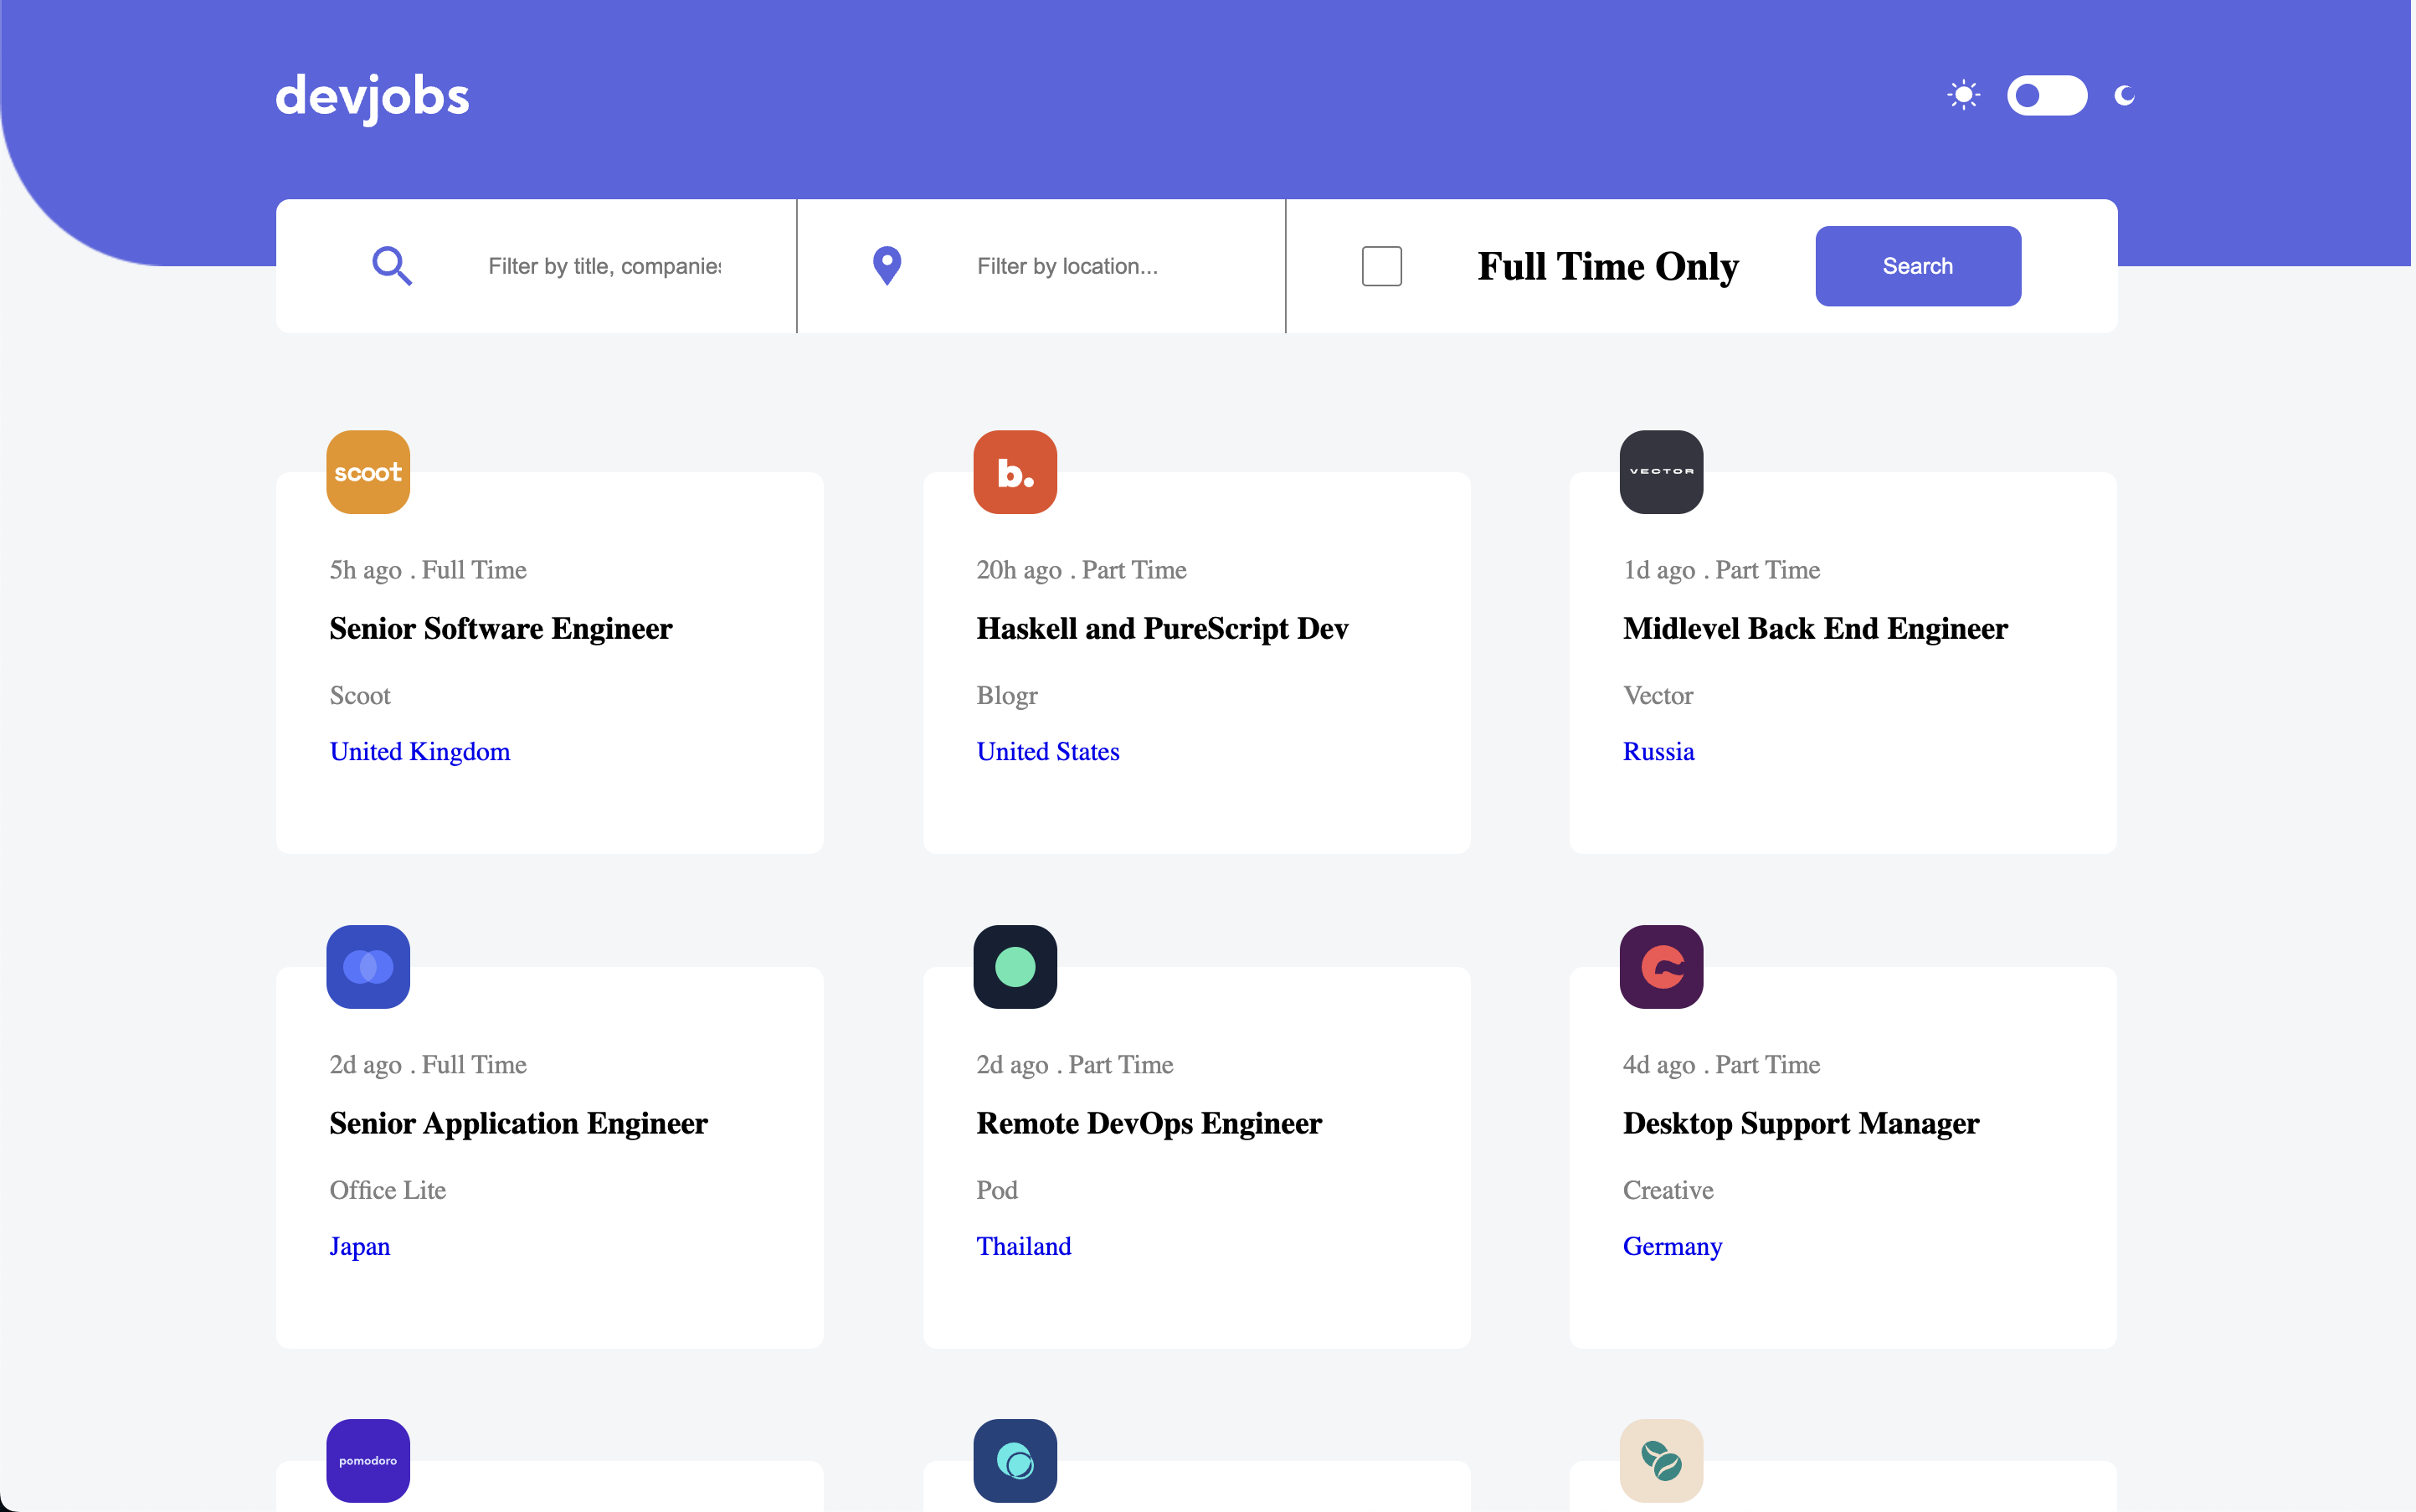 devjobs
Filter by title, companies
Filter by location...
Full Time Only
Search
scoot
b.
VECTOR
5h ago . Full Time
20h ago . Part Time
1d ago . Part Time
Senior Software Engineer
Haskell and PureScript Dev
Midlevel Back End Engineer
Scoot
Blogr
Vector
United Kingdom
United States
Russia
2d ago . Full Time
2d ago . Part Time
4d ago . Part Time
Senior Application Engineer
Remote DevOps Engineer
Desktop Support Manager
Office Lite
Pod
Creative
Japan
Thailand
Germany
pomodoro